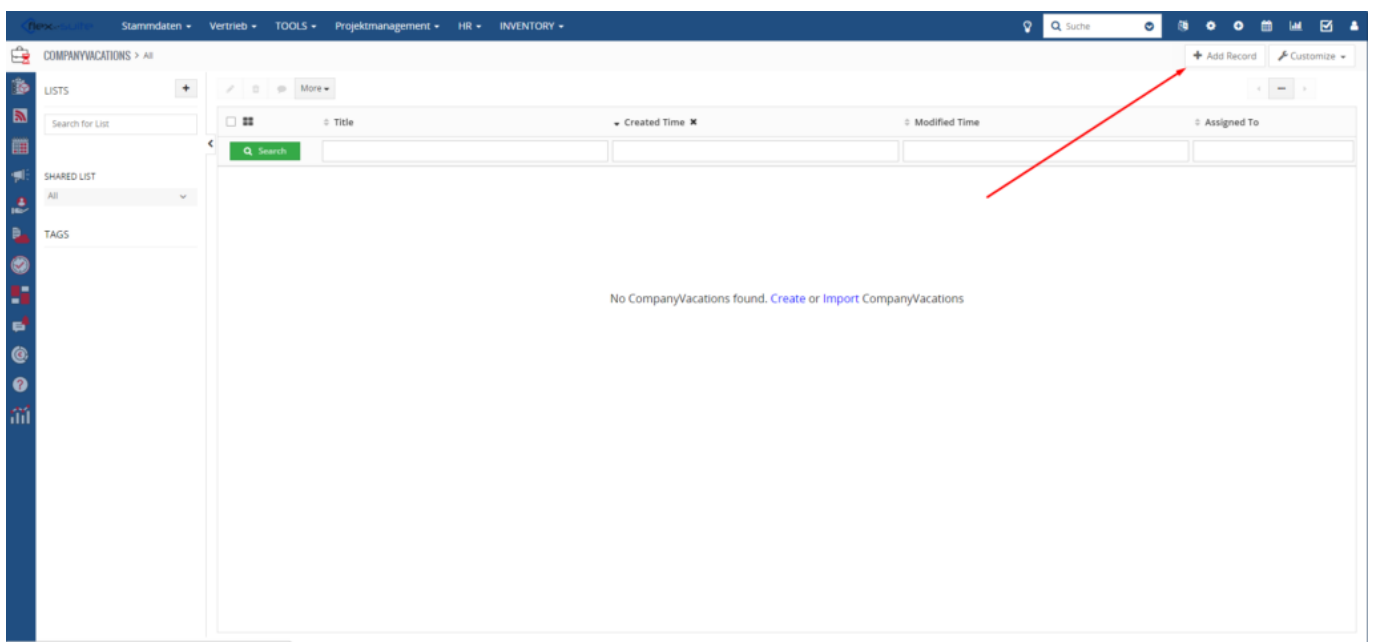 Stammdaten Vertrieb TOOLS Projektmanagement HR INVENTORY Suche
COMPANYVACATIONS > All Add Record Customize
LISTS More
Search for List
Title Created Time Modified Time Assigned To
Search
SHARED LIST
All
TAGS
No CompanyVacations found. Create or Import CompanyVacations